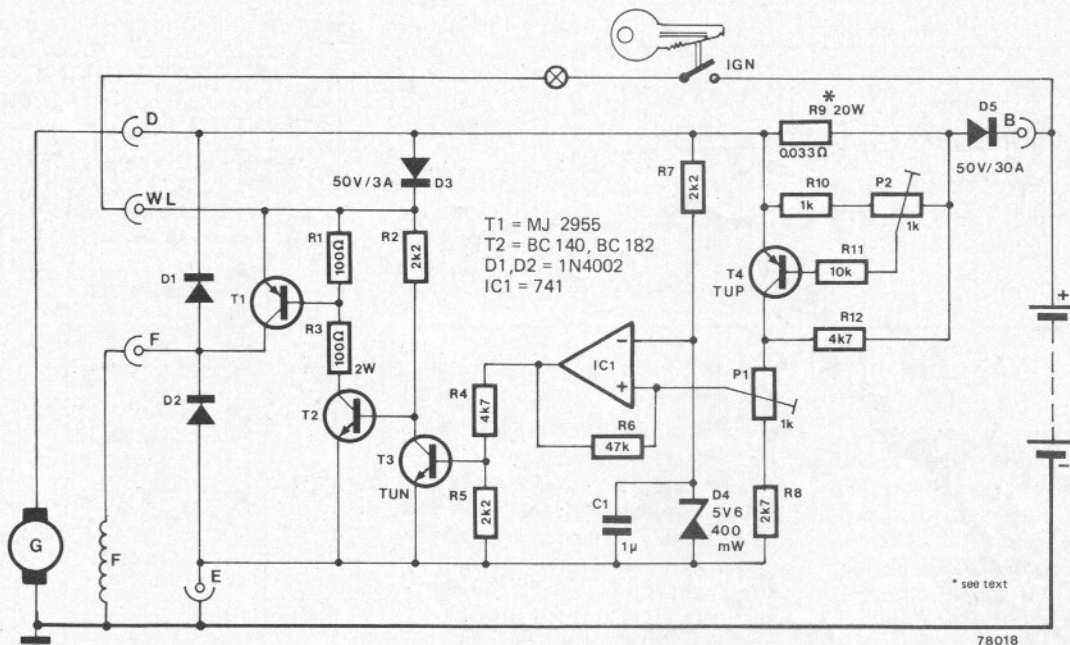 IGN
*
D
R9 20W
D5
B
0.033Ω
50V/30A
50V/3A
D3
R7
2k2
R10
1k
P2
1k
WL
R1
100Ω
R2
2k2
T1 = MJ 2955
T2 = BC 140, BC 182
D1,D2 = 1N4002
IC1 = 741
T4
TUP
R11
10k
D1
T1
R12
4k7
+
F
R3
100Ω
2W
IC1
−
+
P1
1k
D2
T2
R4
4k7
R6
47k
T3
TUN
R5
2k2
C1
1μ
D4
5V6
400
mW
R8
2k7
−
G
F
E
* see text
78018